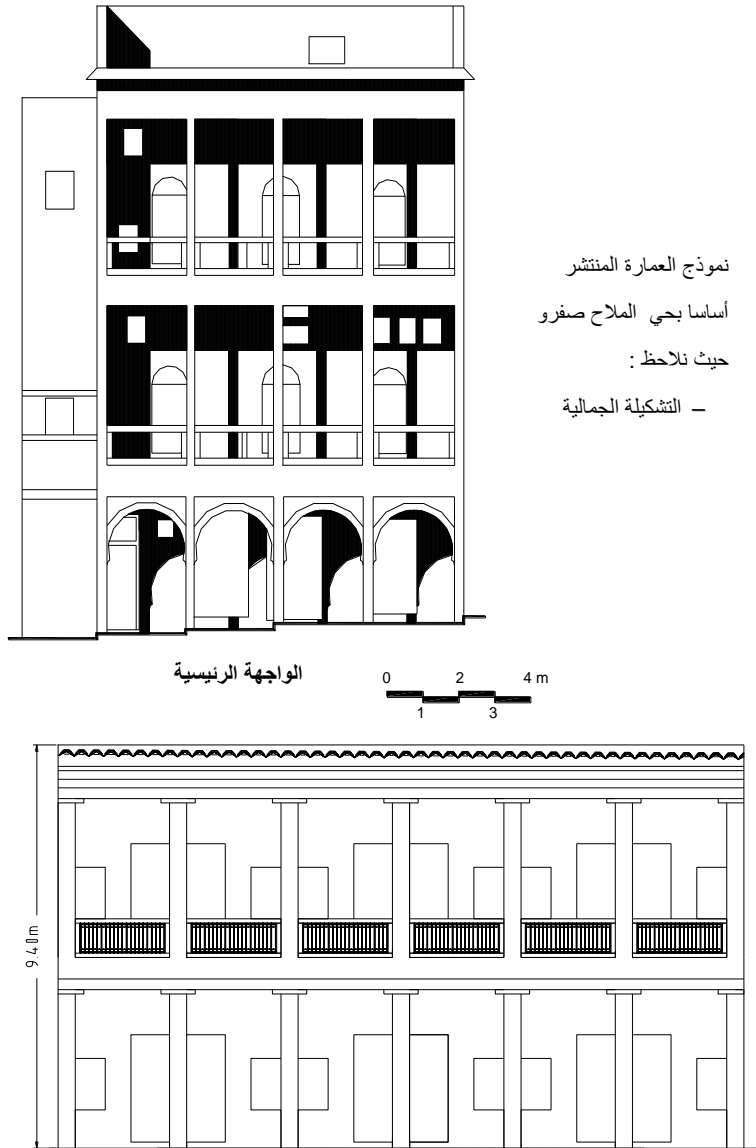 نموذج العمارة المنتشر
أساسا بحي الملاح صفرو
حيث نلاحظ :
– التشكيلة الجمالية
الواجهة الرئيسية
0 2 4 m
1 3
9.40m